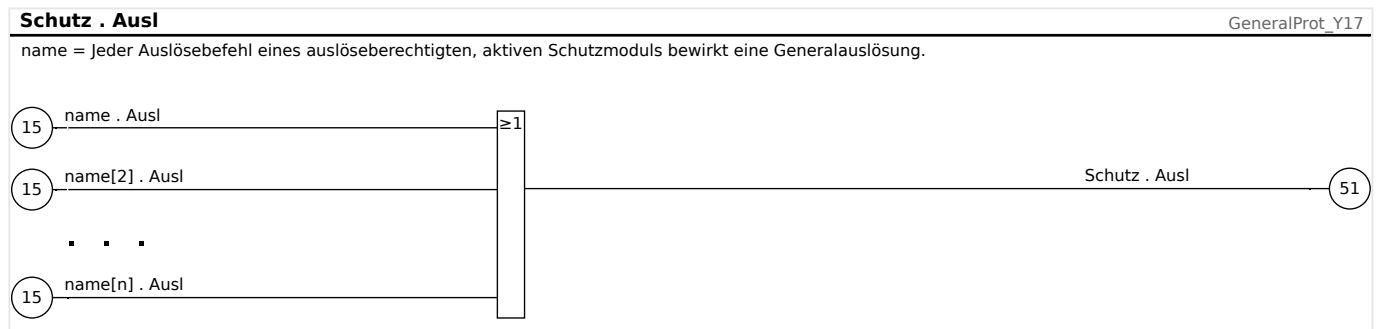 Schutz . Ausl
GeneralProt_Y17
name = Jeder Auslösebefehl eines auslöseberechtigten, aktiven Schutzmoduls bewirkt eine Generalauslösung.
15
name . Ausl
≥1
15
name[2] . Ausl
Schutz . Ausl
51
. . .
15
name[n] . Ausl